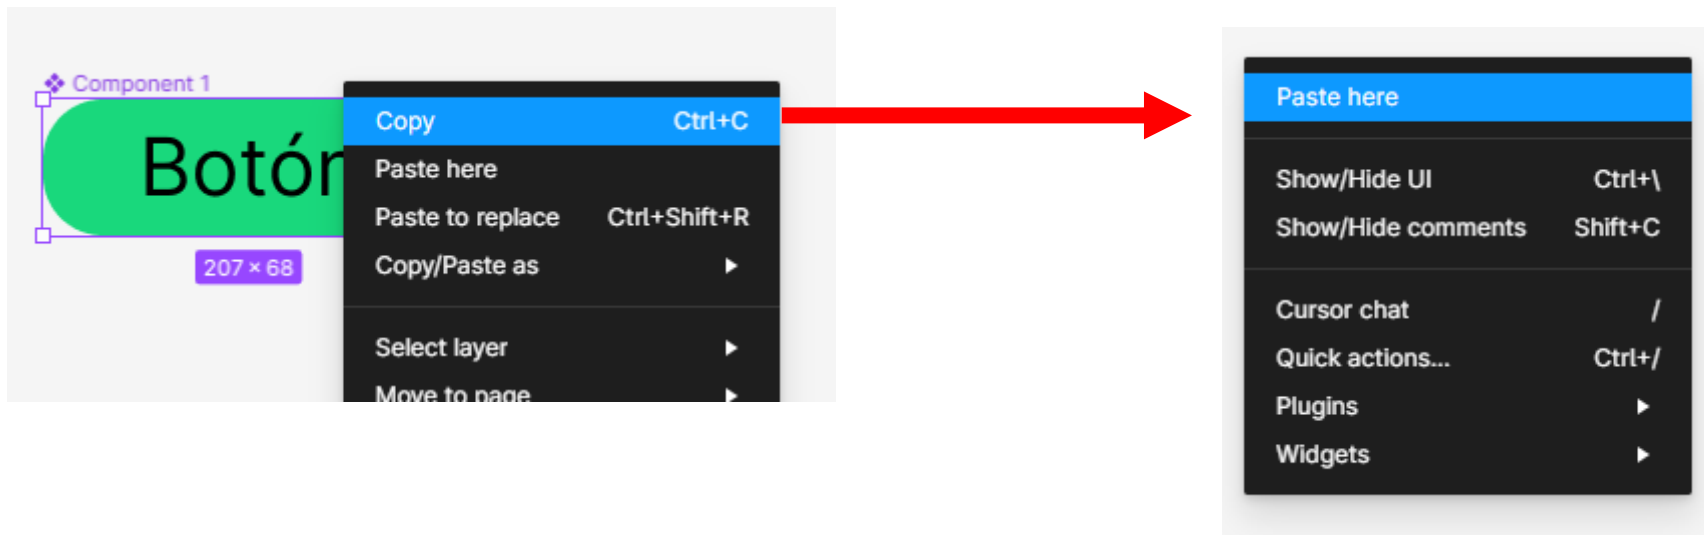 Component 1
Botón
207 × 68
Copy Ctrl+C
Paste here
Paste to replace Ctrl+Shift+R
Copy/Paste as
Select layer
Move to page
Paste here
Show/Hide UI Ctrl+\
Show/Hide comments Shift+C
Cursor chat /
Quick actions... Ctrl+/
Plugins
Widgets